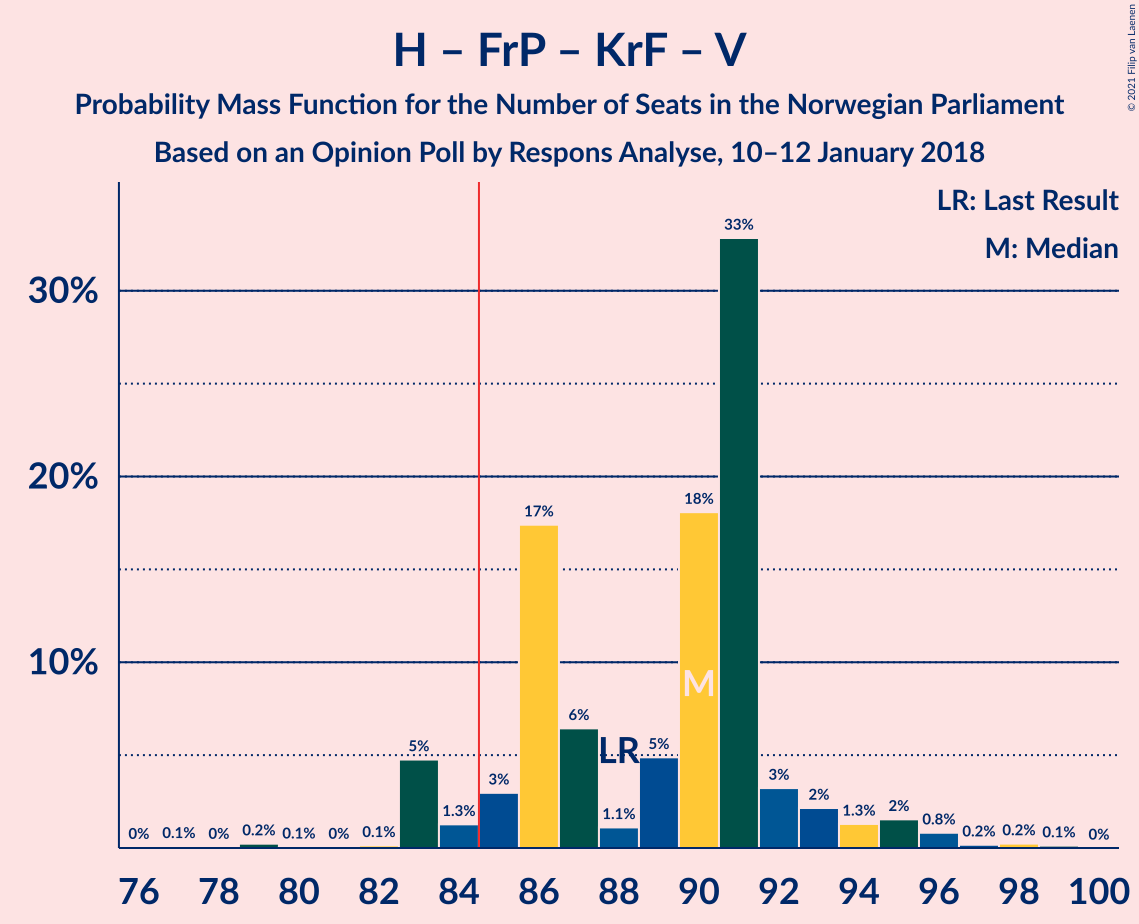 H – FrP – KrF – V
Probability Mass Function for the Number of Seats in the Norwegian Parliament
Based on an Opinion Poll by Respons Analyse, 10–12 January 2018
© 2021 Filip van Laenen
LR: Last Result
M: Median
30%
20%
10%
0% 0.1% 0% 0.2% 0.1% 0% 0.1% 5% 1.3% 3% 17% 6% 1.1% 5% 18% 33% 3% 2% 1.3% 2% 0.8% 0.2% 0.2% 0.1% 0%
LR
M
76 78 80 82 84 86 88 90 92 94 96 98 100